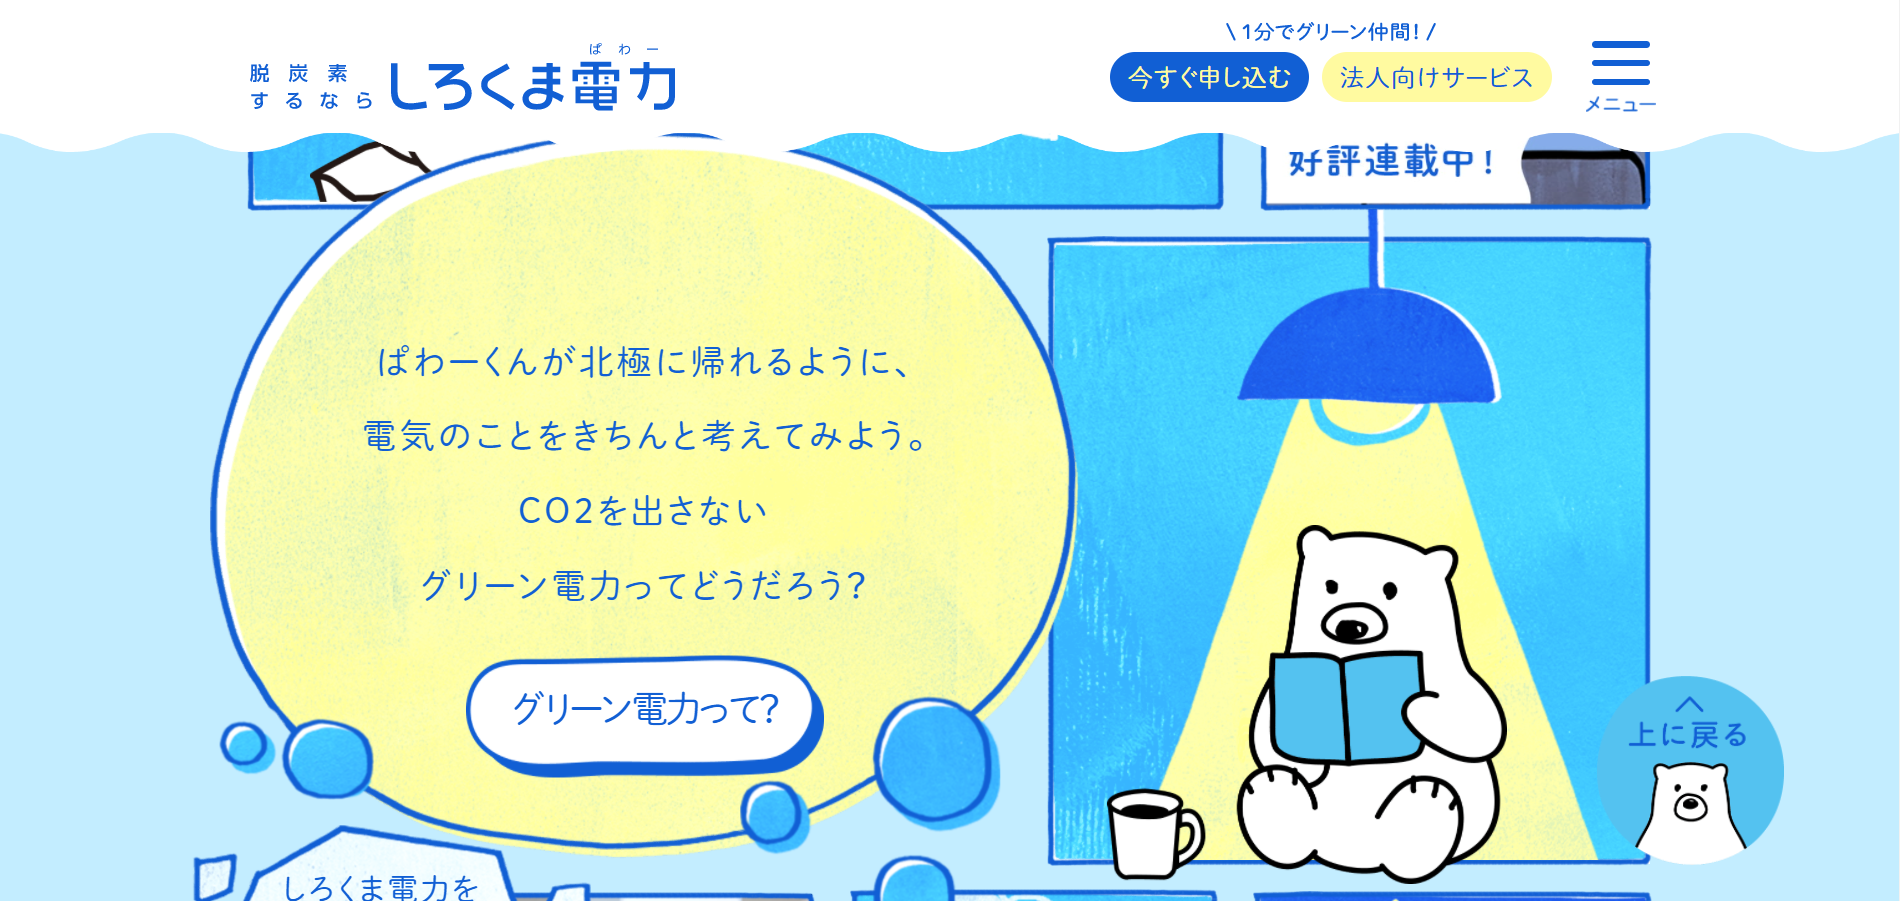 脱炭素
するなら
しろくま電力
ぱわー
\ 1分でグリーン仲間! /
今すぐ申し込む
法人向けサービス
メニュー
好評連載中!
ぱわーくんが北極に帰れるように、
電気のことをきちんと考えてみよう。
CO2を出さない
グリーン電力ってどうだろう?
グリーン電力って?
上に戻る
しろくま電力を